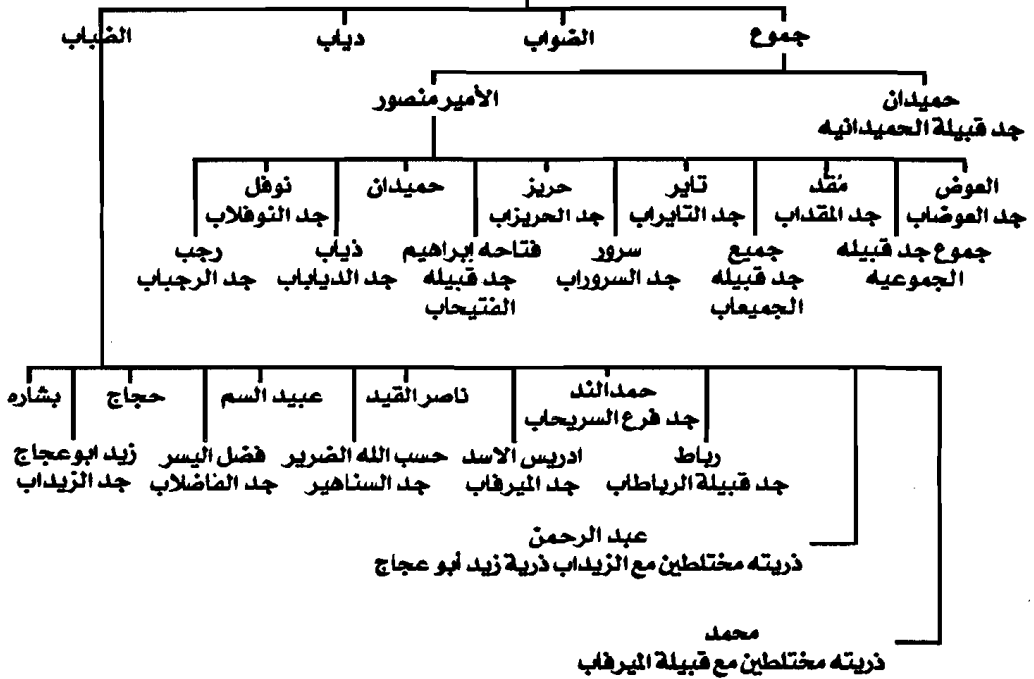 جموع
الضواب
دياب
الضباب
حميدان
جد قبيلة الحميدانيه
الأمير منصور
العوض
جد العوضاب
مُقُد
جد المقداب
تاير
جد التايراب
حريز
جد الحريزاب
حميدان
نوفل
جد النوفلاب
جموع جد قبيله
الجموعيه
جميع
جد قبيله
الجميعاب
سرور
جد السروراب
فتاحه إبراهيم
جد قبيله
الفتيحاب
ذياب
جد الدياباب
رجب
جد الرجباب
حمدالند
جد فرع السريحاب
ناصر القيد
عبيد السم
حجاج
بشاره
رباط
جد قبيلة الرباطاب
ادريس الاسد
جد الميرفاب
حسب الله الضرير
جد السناهير
فضل اليسر
جد الفاضلاب
زيد ابوعجاج
جد الزيداب
عبد الرحمن
ذريته مختلطين مع الزيداب ذرية زيد أبو عجاج
محمد
ذريته مختلطين مع قبيلة الميرفاب